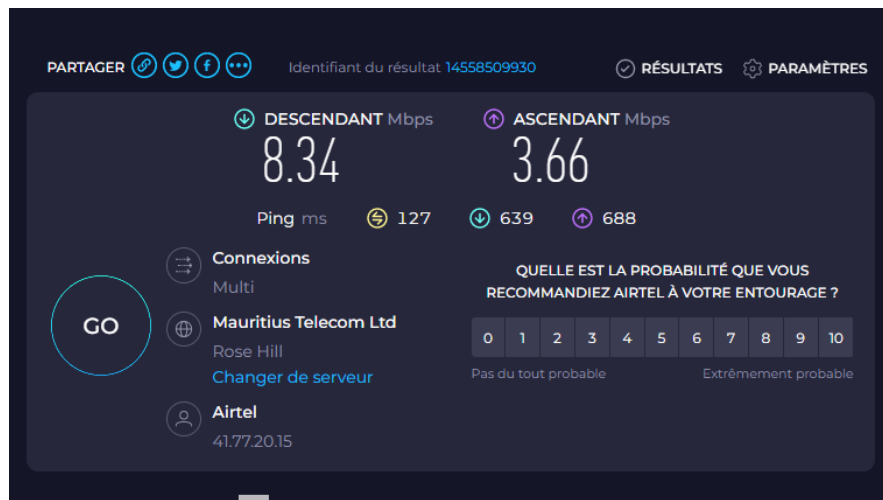 PARTAGER Identifiant du résultat 14558509930 RÉSULTATS PARAMÈTRES
DESCENDANT Mbps
8.34
ASCENDANT Mbps
3.66
Ping ms 127 639 688
Connexions
Multi
Mauritius Telecom Ltd
Rose Hill
Changer de serveur
Airtel
41.77.20.15
GO
QUELLE EST LA PROBABILITÉ QUE VOUS
RECOMMANDIEZ AIRTEL À VOTRE ENTOURAGE ?
0 1 2 3 4 5 6 7 8 9 10
Pas du tout probable Extrêmement probable